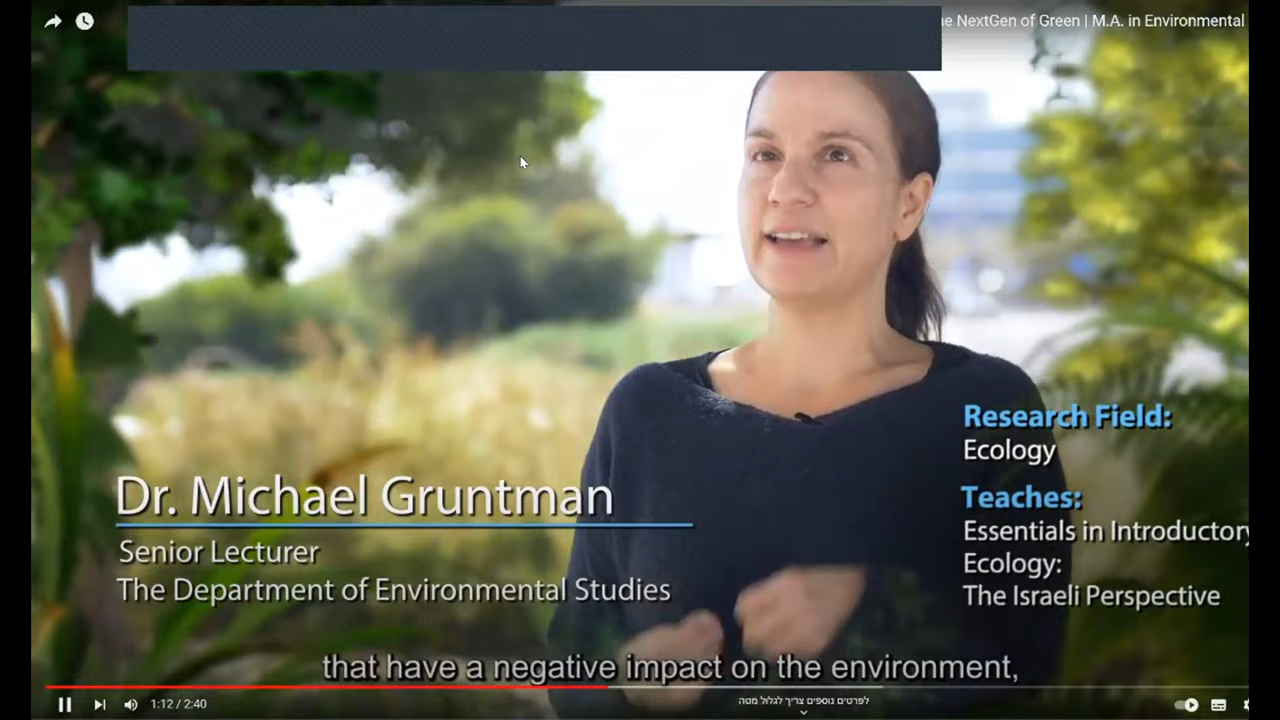 NextGen of Green | M.A. in Environmental
Research Field:
Ecology
Teaches:
Essentials in Introductory
Ecology:
The Israeli Perspective
Dr. Michael Gruntman
Senior Lecturer
The Department of Environmental Studies
that have a negative impact on the environment,
1:12 / 2:40
לפרטים נוספים צריך לגלול מטה